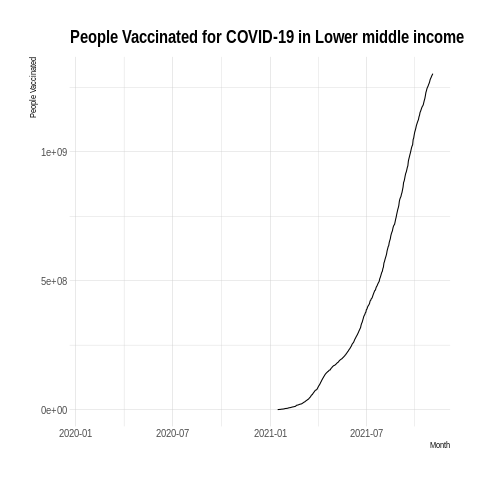 People Vaccinated for COVID-19 in Lower middle income
People Vaccinated
1e+09
5e+08
0e+00
2020-01 2020-07 2021-01 2021-07
Month